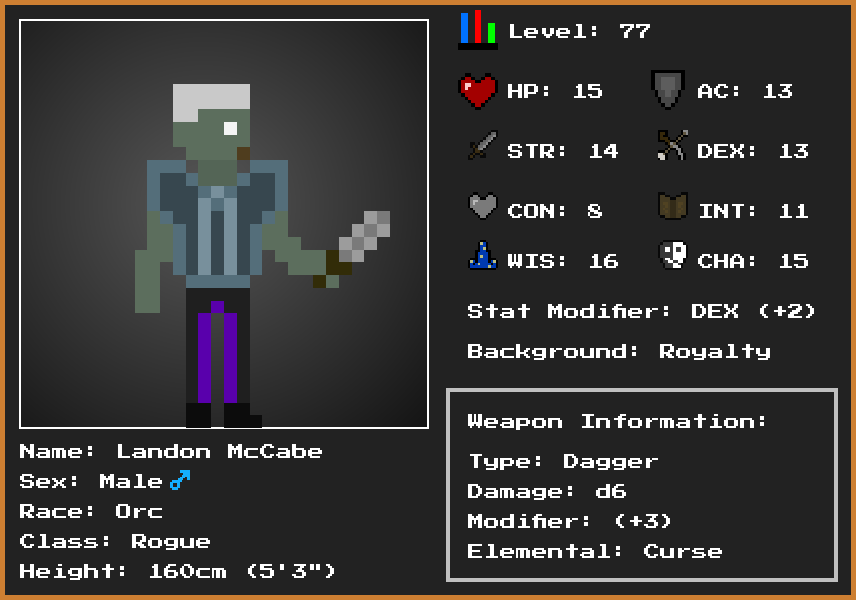 Level: 77
HP: 15 AC: 13
STR: 14 DEX: 13
CON: 8 INT: 11
WIS: 16 CHA: 15
Stat Modifier: DEX (+2)
Background: Royalty
Weapon Information:
Type: Dagger
Damage: d6
Modifier: (+3)
Elemental: Curse
Name: Landon McCabe
Sex: Male ♂
Race: Orc
Class: Rogue
Height: 160cm (5'3")